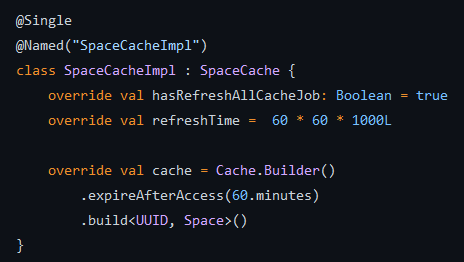 @Single
@Named("SpaceCacheImpl")
class SpaceCacheImpl : SpaceCache {
    override val hasRefreshAllCacheJob: Boolean = true
    override val refreshTime =  60 * 60 * 1000L
    override val cache = Cache.Builder()
        .expireAfterAccess(60.minutes)
        .build<UUID, Space>()
}